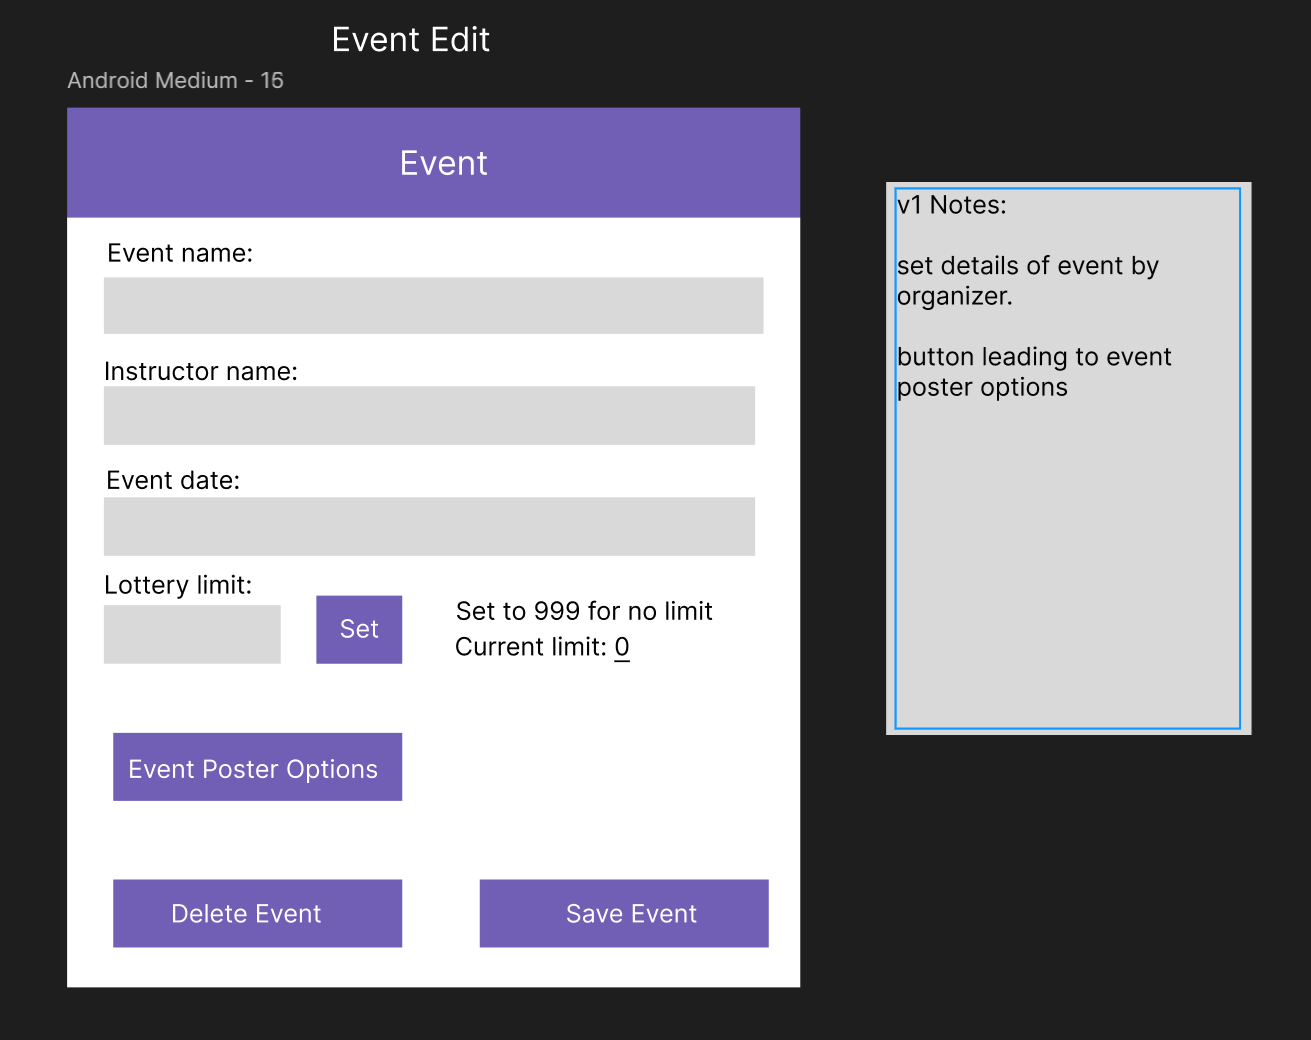 Event Edit
Android Medium - 16
Event
Event name:
Instructor name:
Event date:
Lottery limit:
Set
Set to 999 for no limit
Current limit: 0
Event Poster Options
Delete Event
Save Event
v1 Notes:
set details of event by
organizer.
button leading to event
poster options